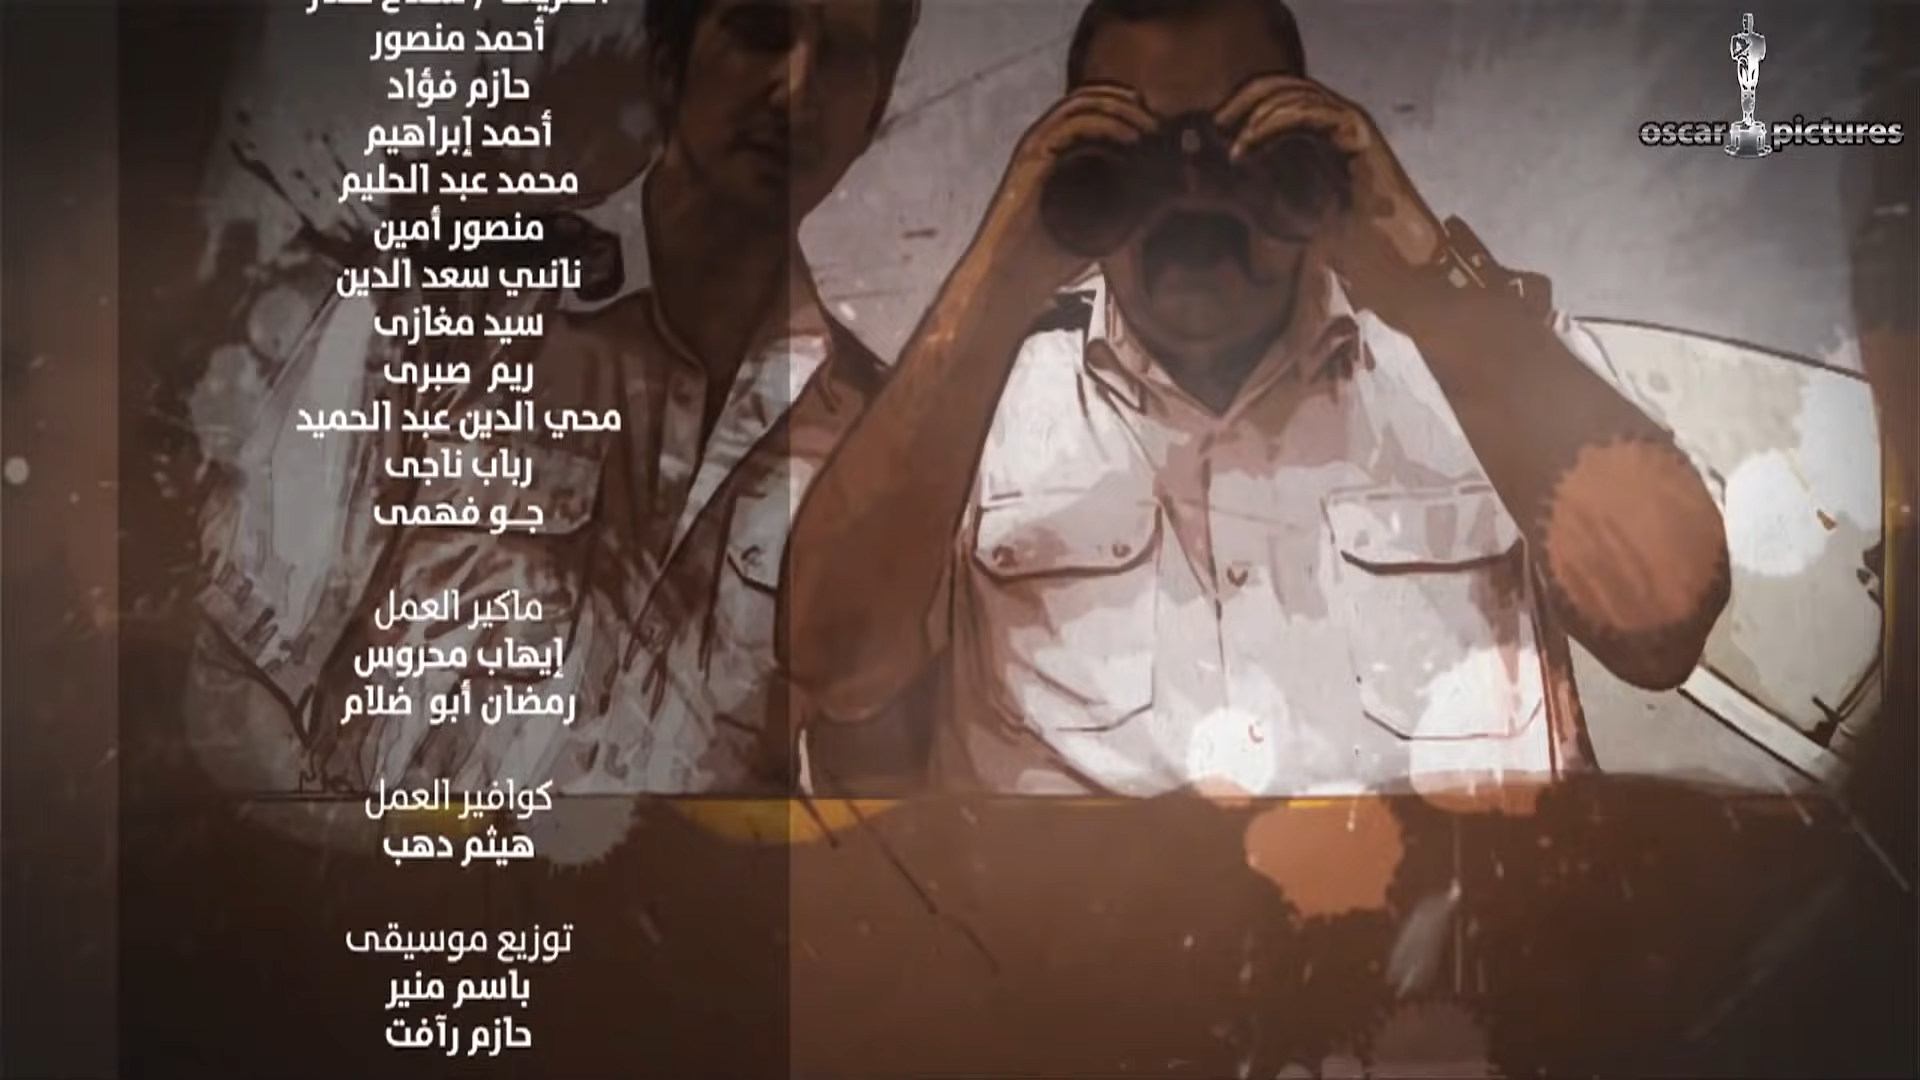 أحمد منصور
حازم فؤاد
أحمد إبراهيم
محمد عبد الحليم
منصور أمين
نانسي سعد الدين
سيد مغازى
ريم صبرى
محي الدين عبد الحميد
رباب ناجى
جـو فهمى
ماكير العمل
إيهاب محروس
رمضان أبو ضلام
كوافير العمل
هيثم دهب
توزيع موسيقى
باسم منير
حازم رآفت
oscar pictures